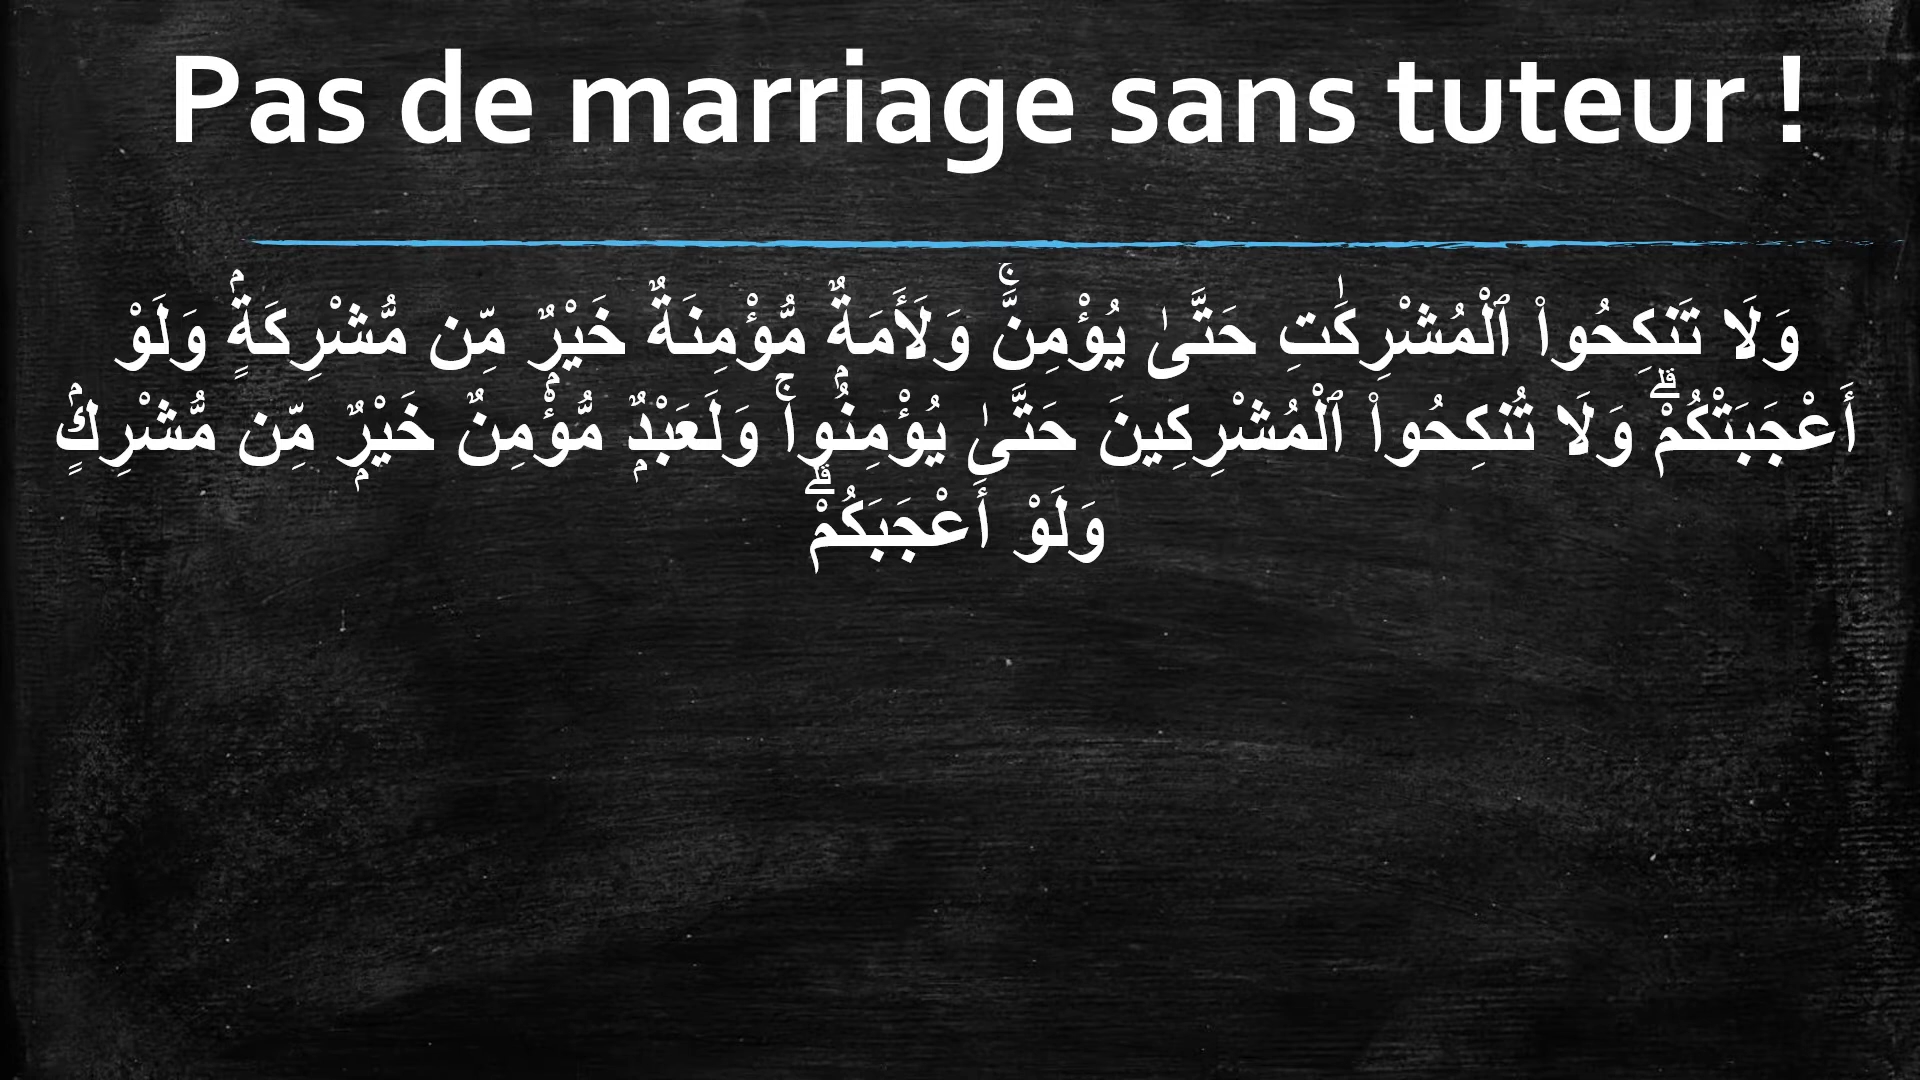 Pas de marriage sans tuteur !
وَلَا تَنكِحُوا۟ ٱلْمُشْرِكَٰتِ حَتَّىٰ يُؤْمِنَّۚ وَلَأَمَةٌۭ مُّؤْمِنَةٌ خَيْرٌۭ مِّن مُّشْرِكَةٍۢ وَلَوْ
أَعْجَبَتْكُمْۗ وَلَا تُنكِحُوا۟ ٱلْمُشْرِكِينَ حَتَّىٰ يُؤْمِنُوا۟ۚ وَلَعَبْدٌۭ مُّؤْمِنٌ خَيْرٌۭ مِّن مُّشْرِكٍۢ
وَلَوْ أَعْجَبَكُمْۗ